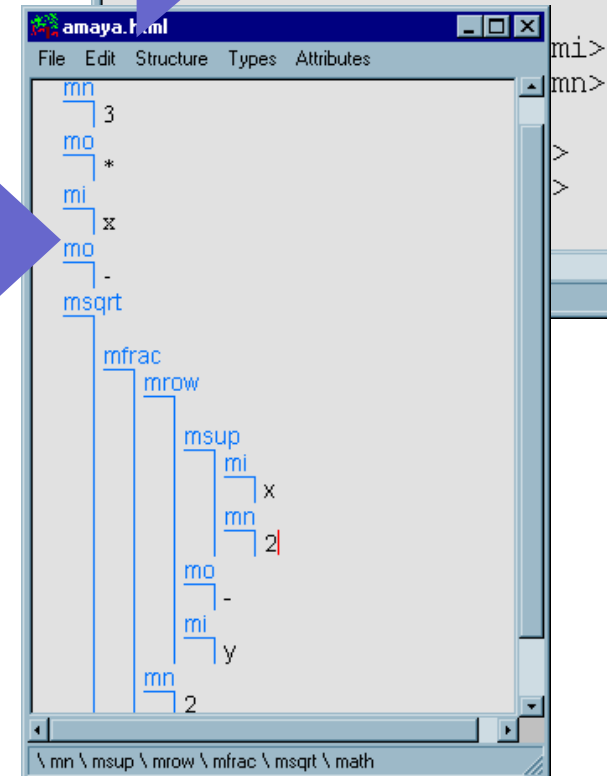 amaya.html
File Edit Structure Types Attributes
mi>
mn>
>
>
mn
3
mo
*
mi
x
mo
-
msqrt
mfrac
mrow
msup
mi
x
mn
2
mo
-
mi
y
mn
2
\ mn \ msup \ mrow \ mfrac \ msqrt \ math